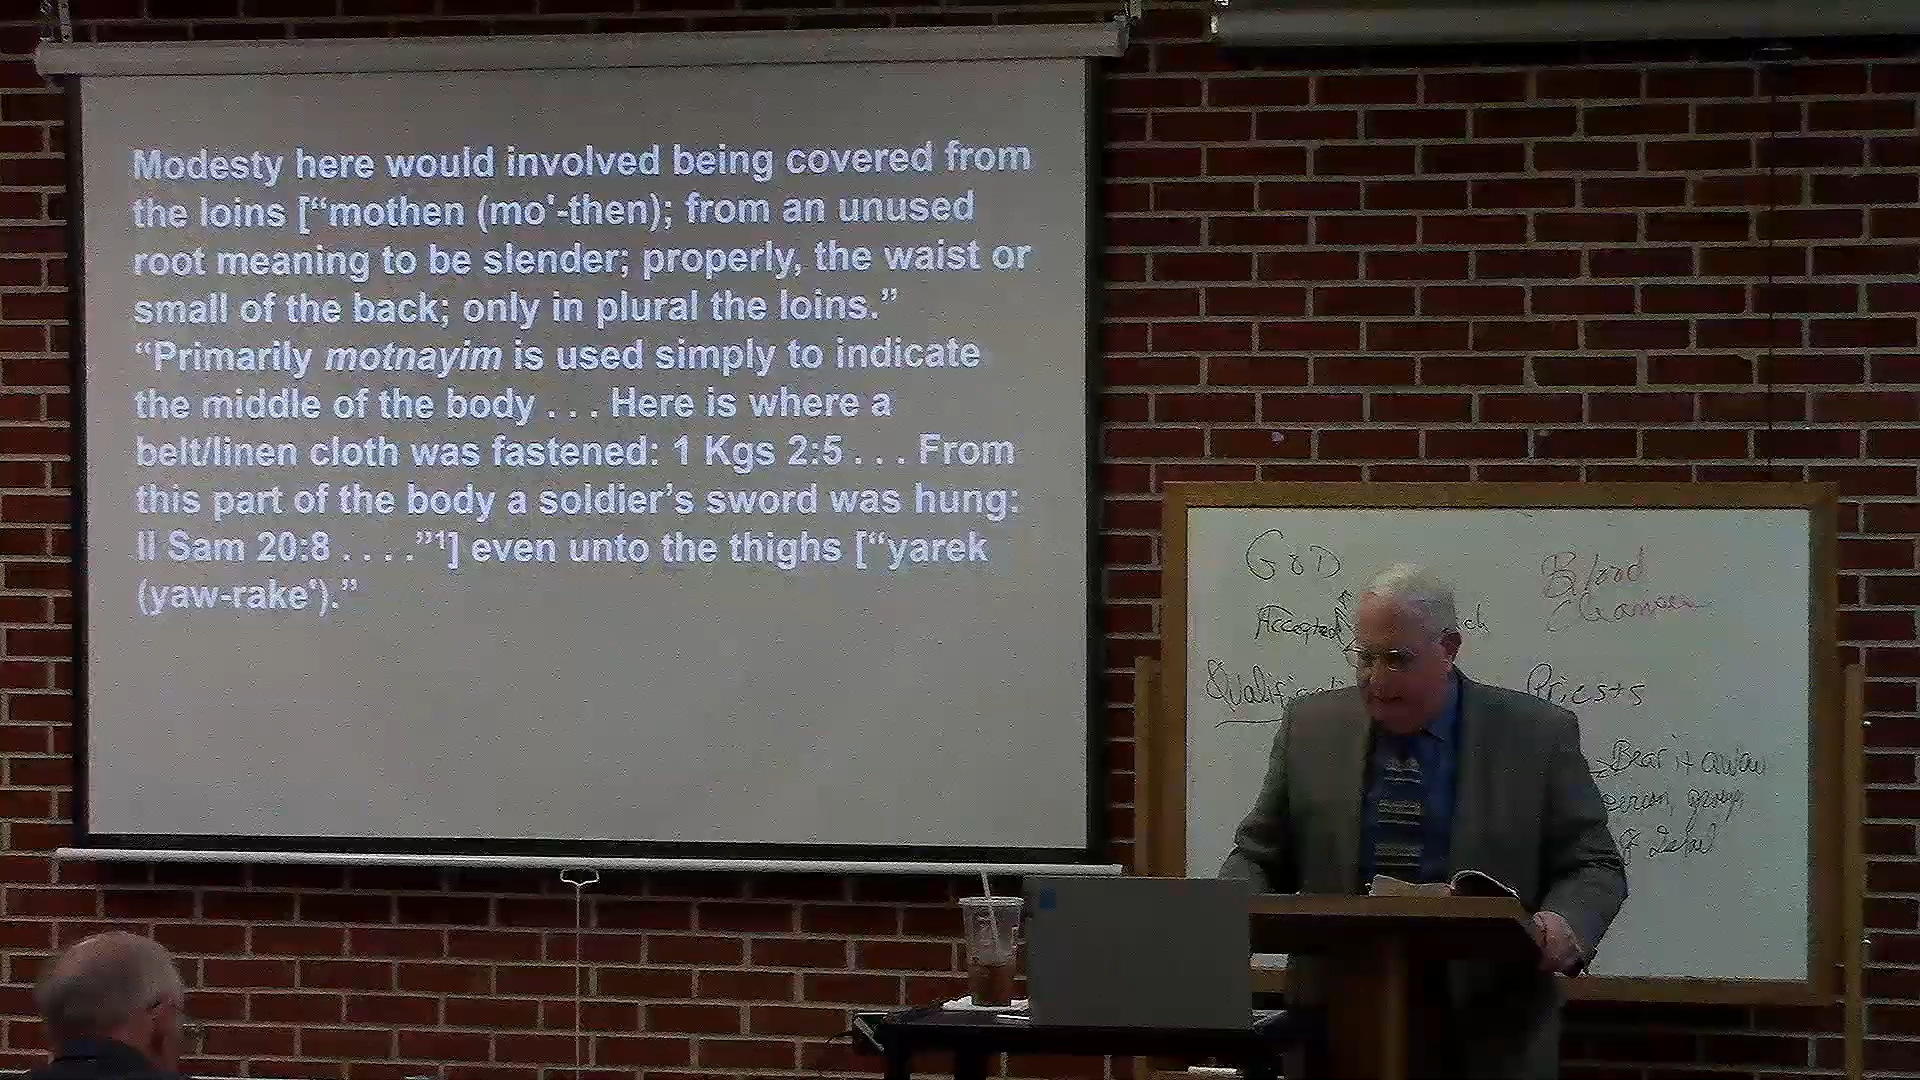 Modesty here would involved being covered from
the loins [“mothen (mo'-then); from an unused
root meaning to be slender; properly, the waist or
small of the back; only in plural the loins.”
“Primarily motnayim is used simply to indicate
the middle of the body . . . Here is where a
belt/linen cloth was fastened: 1 Kgs 2:5 . . . From
this part of the body a soldier’s sword was hung:
II Sam 20:8 . . . .”¹] even unto the thighs [“yarek
(yaw-rake').”
GOD
Accepted
Blood
Priests
Bear it away